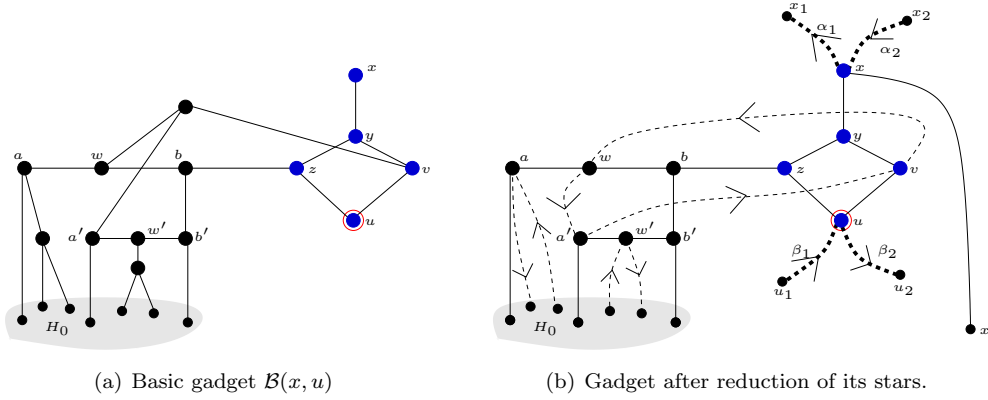 x
y
a w b z v
u
a′ w′ b′
H₀
(a) Basic gadget ℬ(x, u)
x₁ x₂
α₁ α₂
x
y
a w b z v
u
a′ w′ b′
β₁ β₂
u₁ u₂
H₀
x
(b) Gadget after reduction of its stars.